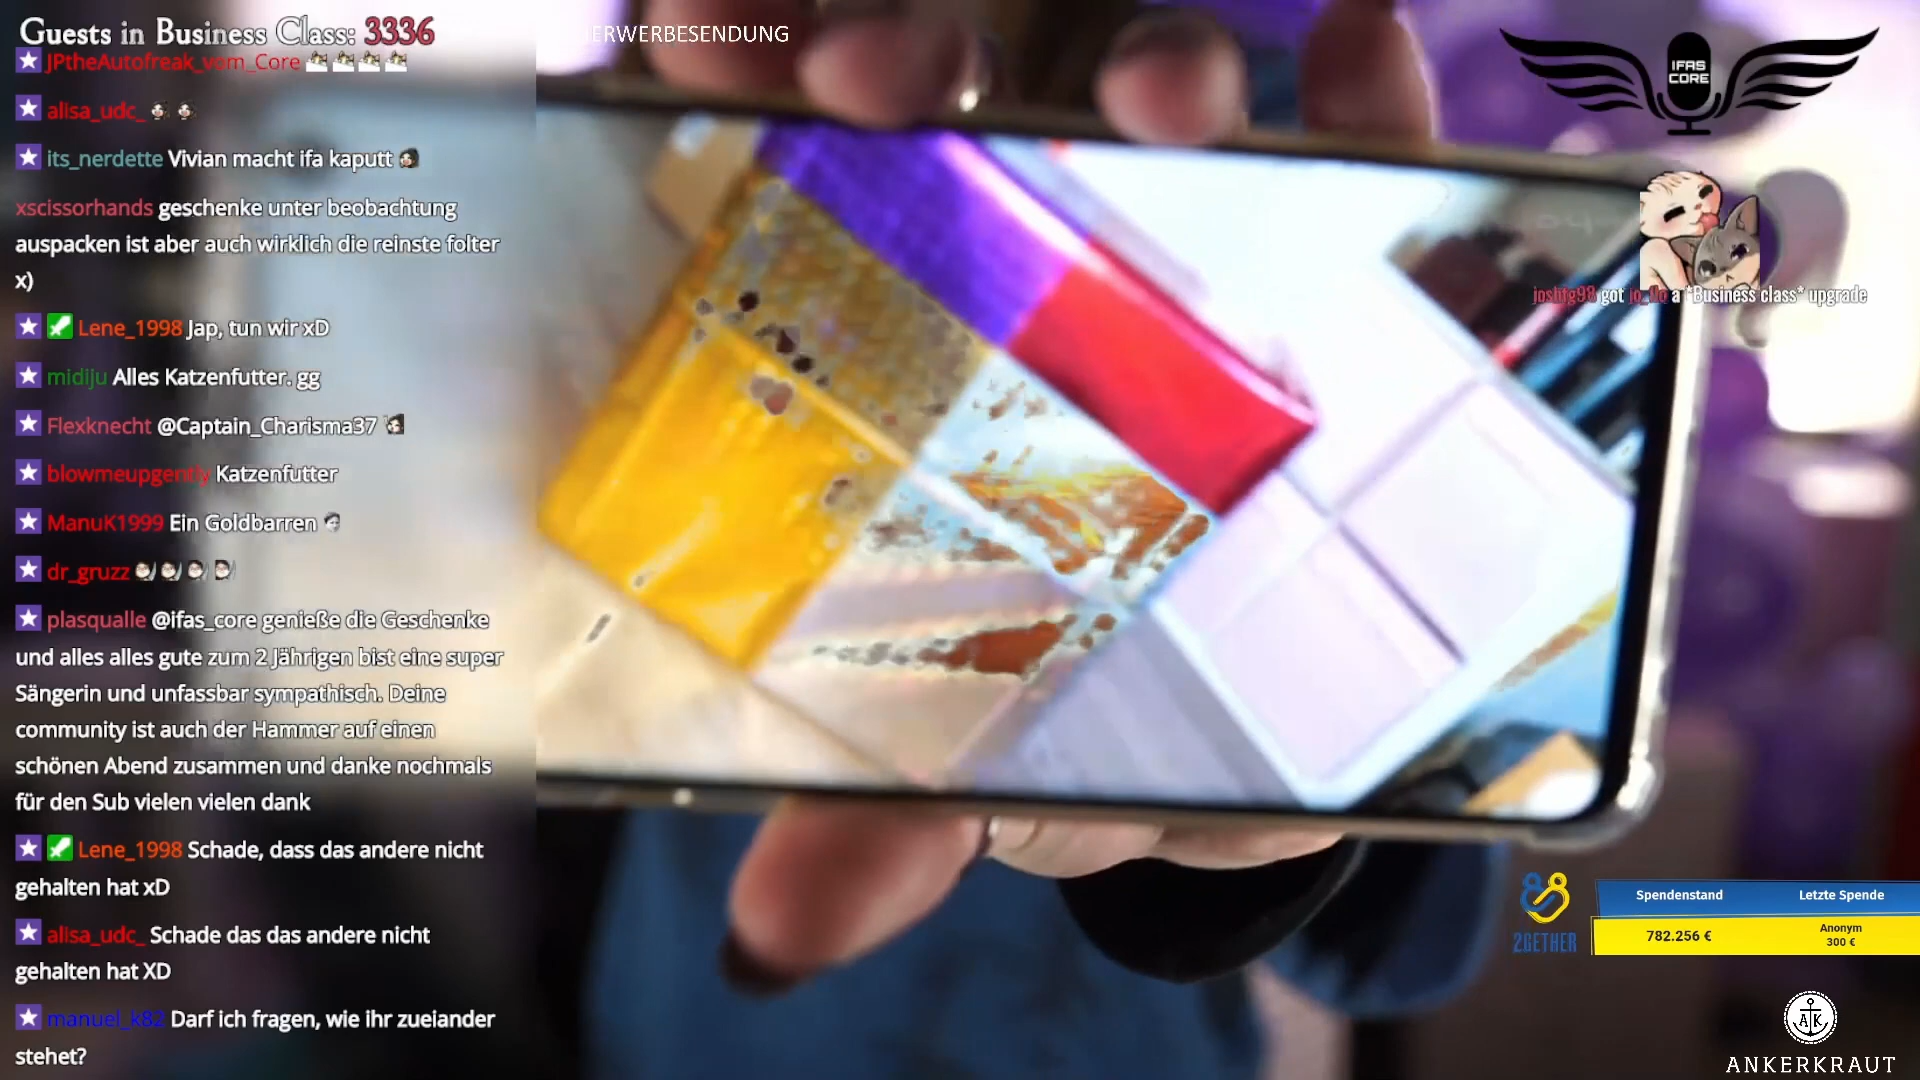 Guests in Business Class: 3336
JPtheAutofreak_vom_Core
alisa_udc_
its_nerdette Vivian macht ifa kaputt
xscissorhands geschenke unter beobachtung
auspacken ist aber auch wirklich die reinste folter
x)
Lene_1998 Jap, tun wir xD
midiju Alles Katzenfutter. gg
Flexknecht @Captain_Charisma37
blowmeupgently Katzenfutter
ManuK1999 Ein Goldbarren
dr_gruzz
plasqualle @ifas_core genieße die Geschenke
und alles alles gute zum 2 Jährigen bist eine super
Sängerin und unfassbar sympathisch. Deine
community ist auch der Hammer auf einen
schönen Abend zusammen und danke nochmals
für den Sub vielen vielen dank
Lene_1998 Schade, dass das andere nicht
gehalten hat xD
alisa_udc_ Schade das das andere nicht
gehalten hat XD
manuel_k82 Darf ich fragen, wie ihr zueiander
stehet?
ERWERBESENDUNG
IFAS
CORE
joshfg98 got a *Business class* upgrade
Spendenstand Letzte Spende
782.256 € Anonym
300 €
2GETHER
AK
ANKERKRAUT